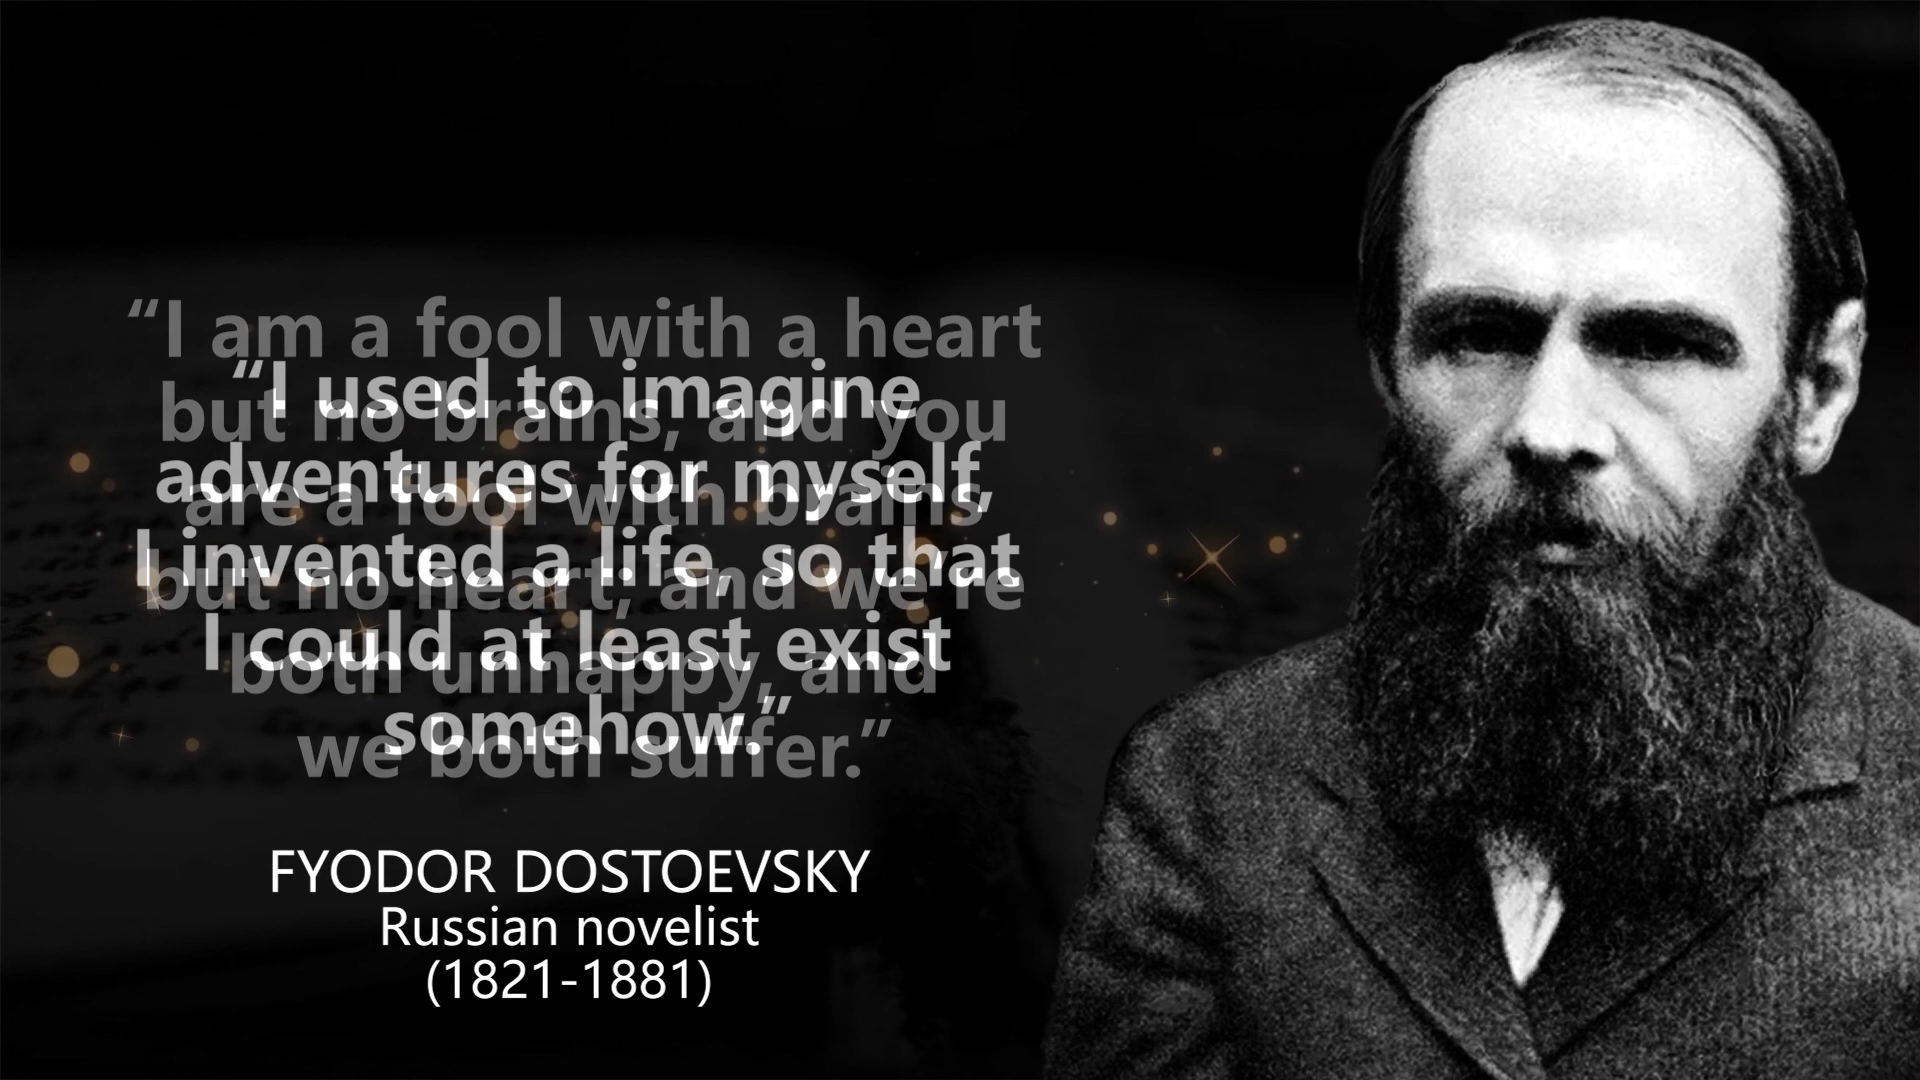 “I am a fool with a heart
but no brains, and you
are a fool with brains
but no heart; and we’re
both unhappy, and
we both suffer.”
“I used to imagine
adventures for myself,
I invented a life, so that
I could at least exist
somehow.”
FYODOR DOSTOEVSKY
Russian novelist
(1821-1881)